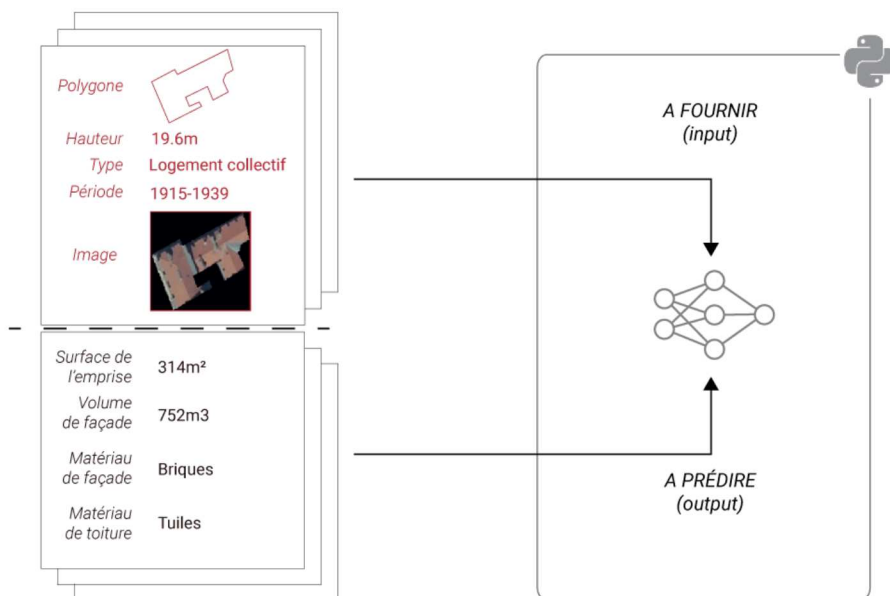 Polygone
Hauteur 19.6m
Type Logement collectif
Période 1915-1939
Image
Surface de
l'emprise 314m²
Volume
de façade 752m3
Matériau
de façade Briques
Matériau
de toiture Tuiles
A FOURNIR
(input)
A PRÉDIRE
(output)